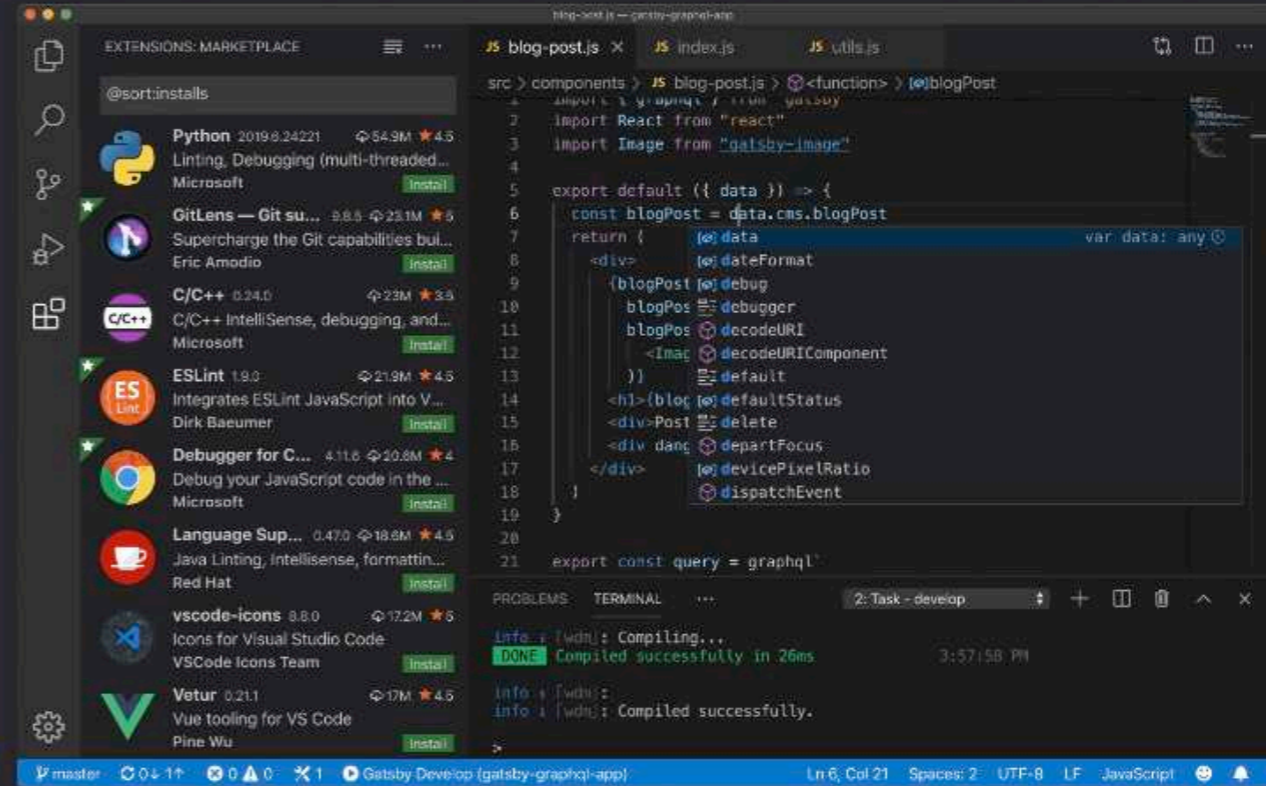 blog-post.js — gatsby-graphql-app
EXTENSIONS: MARKETPLACE
@sort:installs
Python 2019.6.24221 54.9M 4.5
Linting, Debugging (multi-threaded...
Microsoft Install
GitLens — Git su... 9.8.5 23.1M 5
Supercharge the Git capabilities bui...
Eric Amodio Install
C/C++ 0.24.0 23M 3.5
C/C++
C/C++ IntelliSense, debugging, and...
Microsoft Install
ESLint 1.9.0 21.9M 4.5
ES
Lint
Integrates ESLint JavaScript into V...
Dirk Baeumer Install
Debugger for C... 4.11.6 20.6M 4
Debug your JavaScript code in the ...
Microsoft Install
Language Sup... 0.47.0 18.6M 4.5
Java Linting, Intellisense, formattin...
Red Hat Install
vscode-icons 8.8.0 17.2M 5
Icons for Visual Studio Code
VSCode Icons Team Install
Vetur 0.21.1 17M 4.5
Vue tooling for VS Code
Pine Wu Install
JS blog-post.js × JS index.js JS utils.js ...
src > components > JS blog-post.js > <function> > blogPost
import { graphql } from "gatsby"
2 import React from "react"
3 import Image from "gatsby-image"
4
5 export default ({ data }) => {
6 const blogPost = data.cms.blogPost
7 return (
8 <div>
9 {blogPost
10 blogPos
11 blogPos
12 <Imag
13 )}
14 <h1>{blog
15 <div>Post
16 <div dang
17 </div>
18 )
19 }
20
21 export const query = graphql`
data var data: any
dateFormat
debug
debugger
decodeURI
decodeURIComponent
default
defaultStatus
delete
departFocus
devicePixelRatio
dispatchEvent
PROBLEMS TERMINAL ... 2: Task - develop
info : [wdm]: Compiling...
DONE Compiled successfully in 26ms 3:57:58 PM
info : [wdm]:
info : [wdm]: Compiled successfully.
>
master 0↓ 1↑ 0 0 1 Gatsby Develop (gatsby-graphql-app) Ln 6, Col 21 Spaces: 2 UTF-8 LF JavaScript